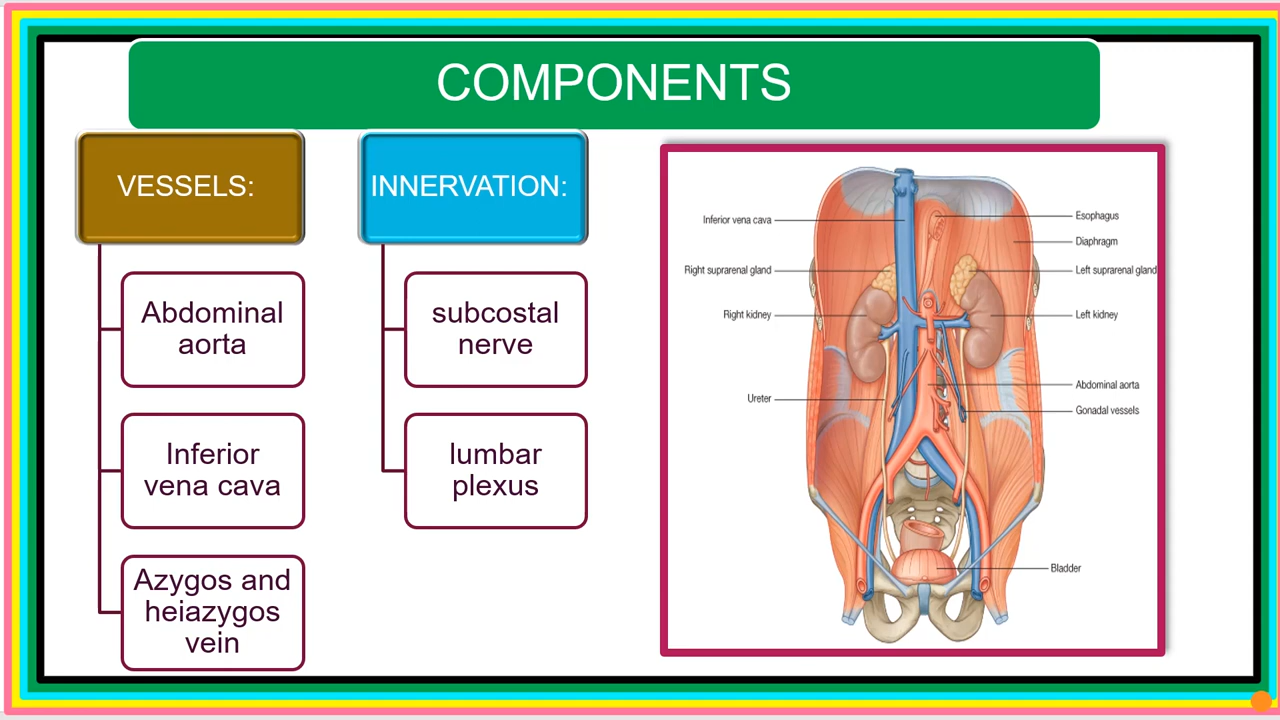 COMPONENTS
VESSELS:
Abdominal
aorta
Inferior
vena cava
Azygos and
heiazygos
vein
INNERVATION:
subcostal
nerve
lumbar
plexus
Inferior vena cava
Right suprarenal gland
Right kidney
Ureter
Esophagus
Diaphragm
Left suprarenal gland
Left kidney
Abdominal aorta
Gonadal vessels
Bladder